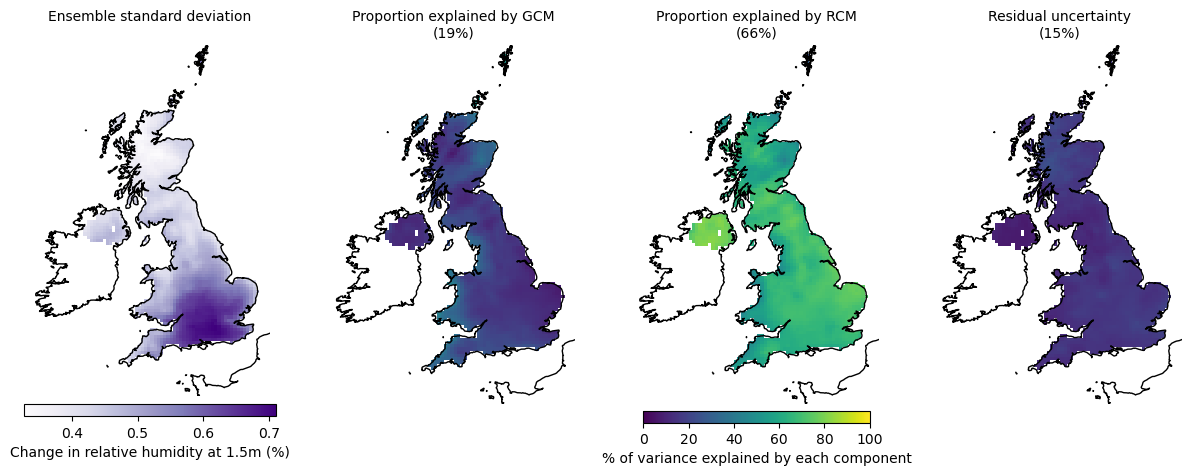 Ensemble standard deviation
Proportion explained by GCM
(19%)
Proportion explained by RCM
(66%)
Residual uncertainty
(15%)
0.4 0.5 0.6 0.7
Change in relative humidity at 1.5m (%)
0 20 40 60 80 100
% of variance explained by each component